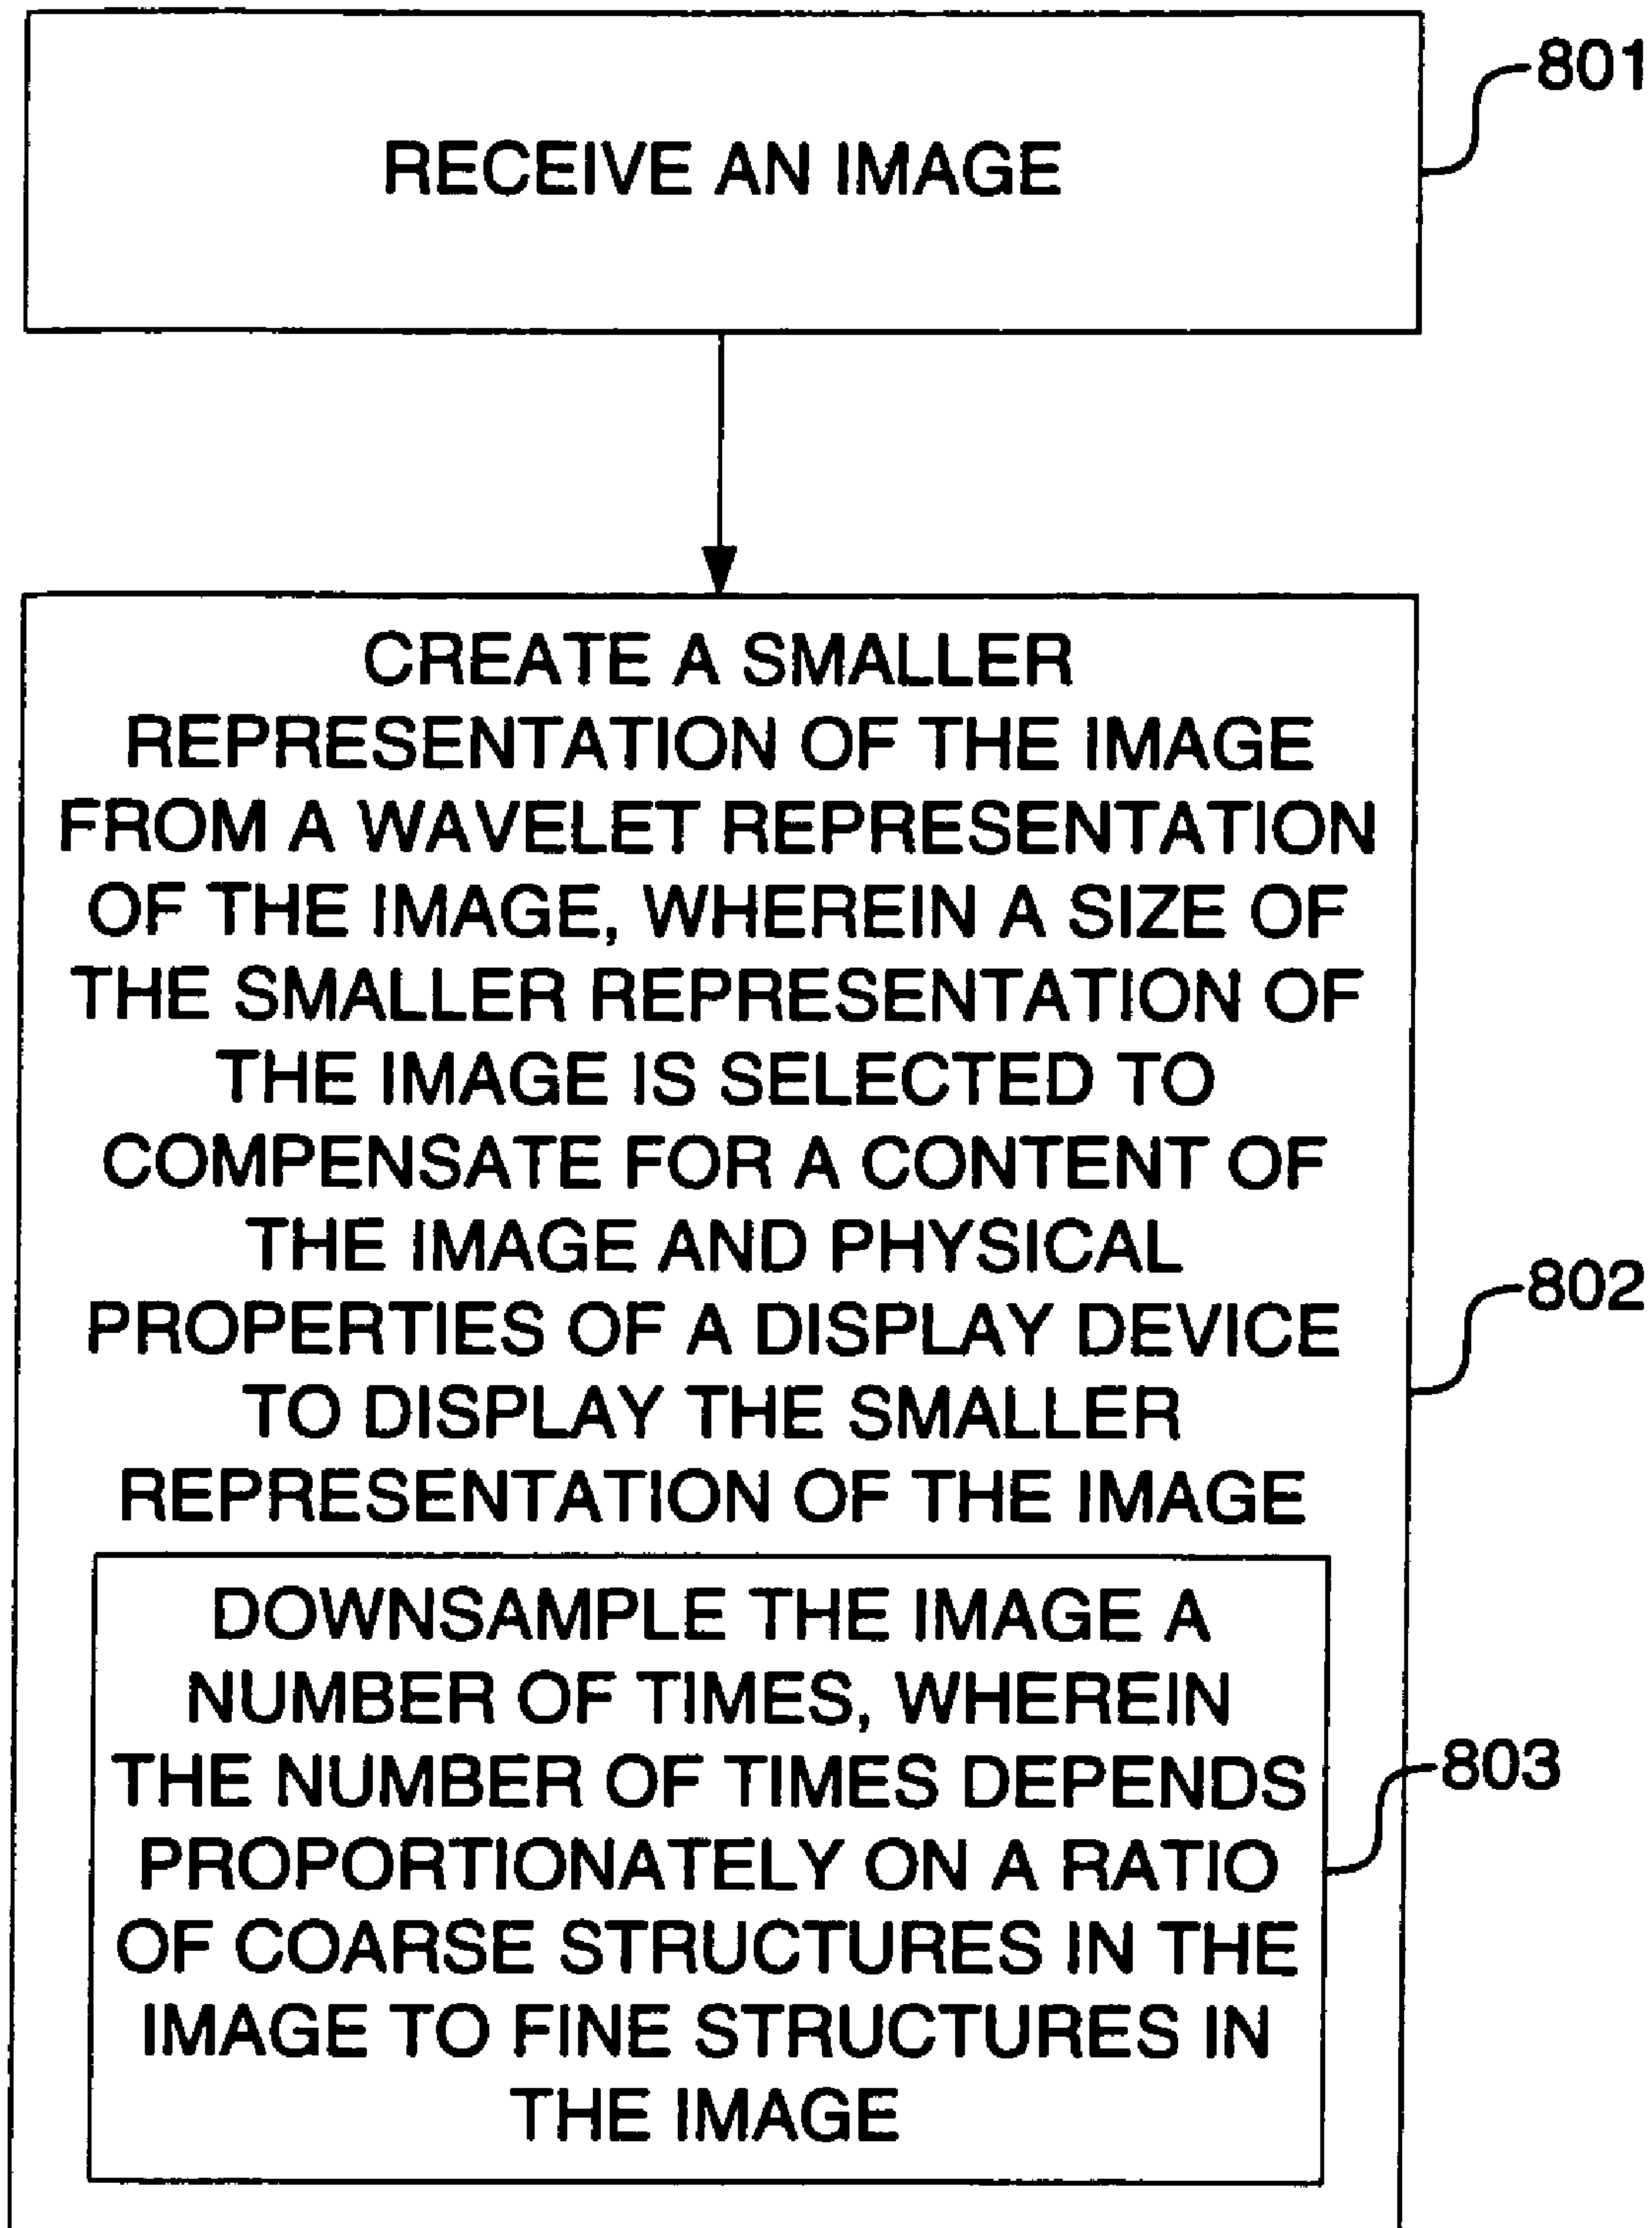 801
RECEIVE AN IMAGE
CREATE A SMALLER
REPRESENTATION OF THE IMAGE
FROM A WAVELET REPRESENTATION
OF THE IMAGE, WHEREIN A SIZE OF
THE SMALLER REPRESENTATION OF
THE IMAGE IS SELECTED TO
COMPENSATE FOR A CONTENT OF
THE IMAGE AND PHYSICAL
PROPERTIES OF A DISPLAY DEVICE
TO DISPLAY THE SMALLER
REPRESENTATION OF THE IMAGE
802
DOWNSAMPLE THE IMAGE A
NUMBER OF TIMES, WHEREIN
THE NUMBER OF TIMES DEPENDS
PROPORTIONATELY ON A RATIO
OF COARSE STRUCTURES IN THE
IMAGE TO FINE STRUCTURES IN
THE IMAGE
803